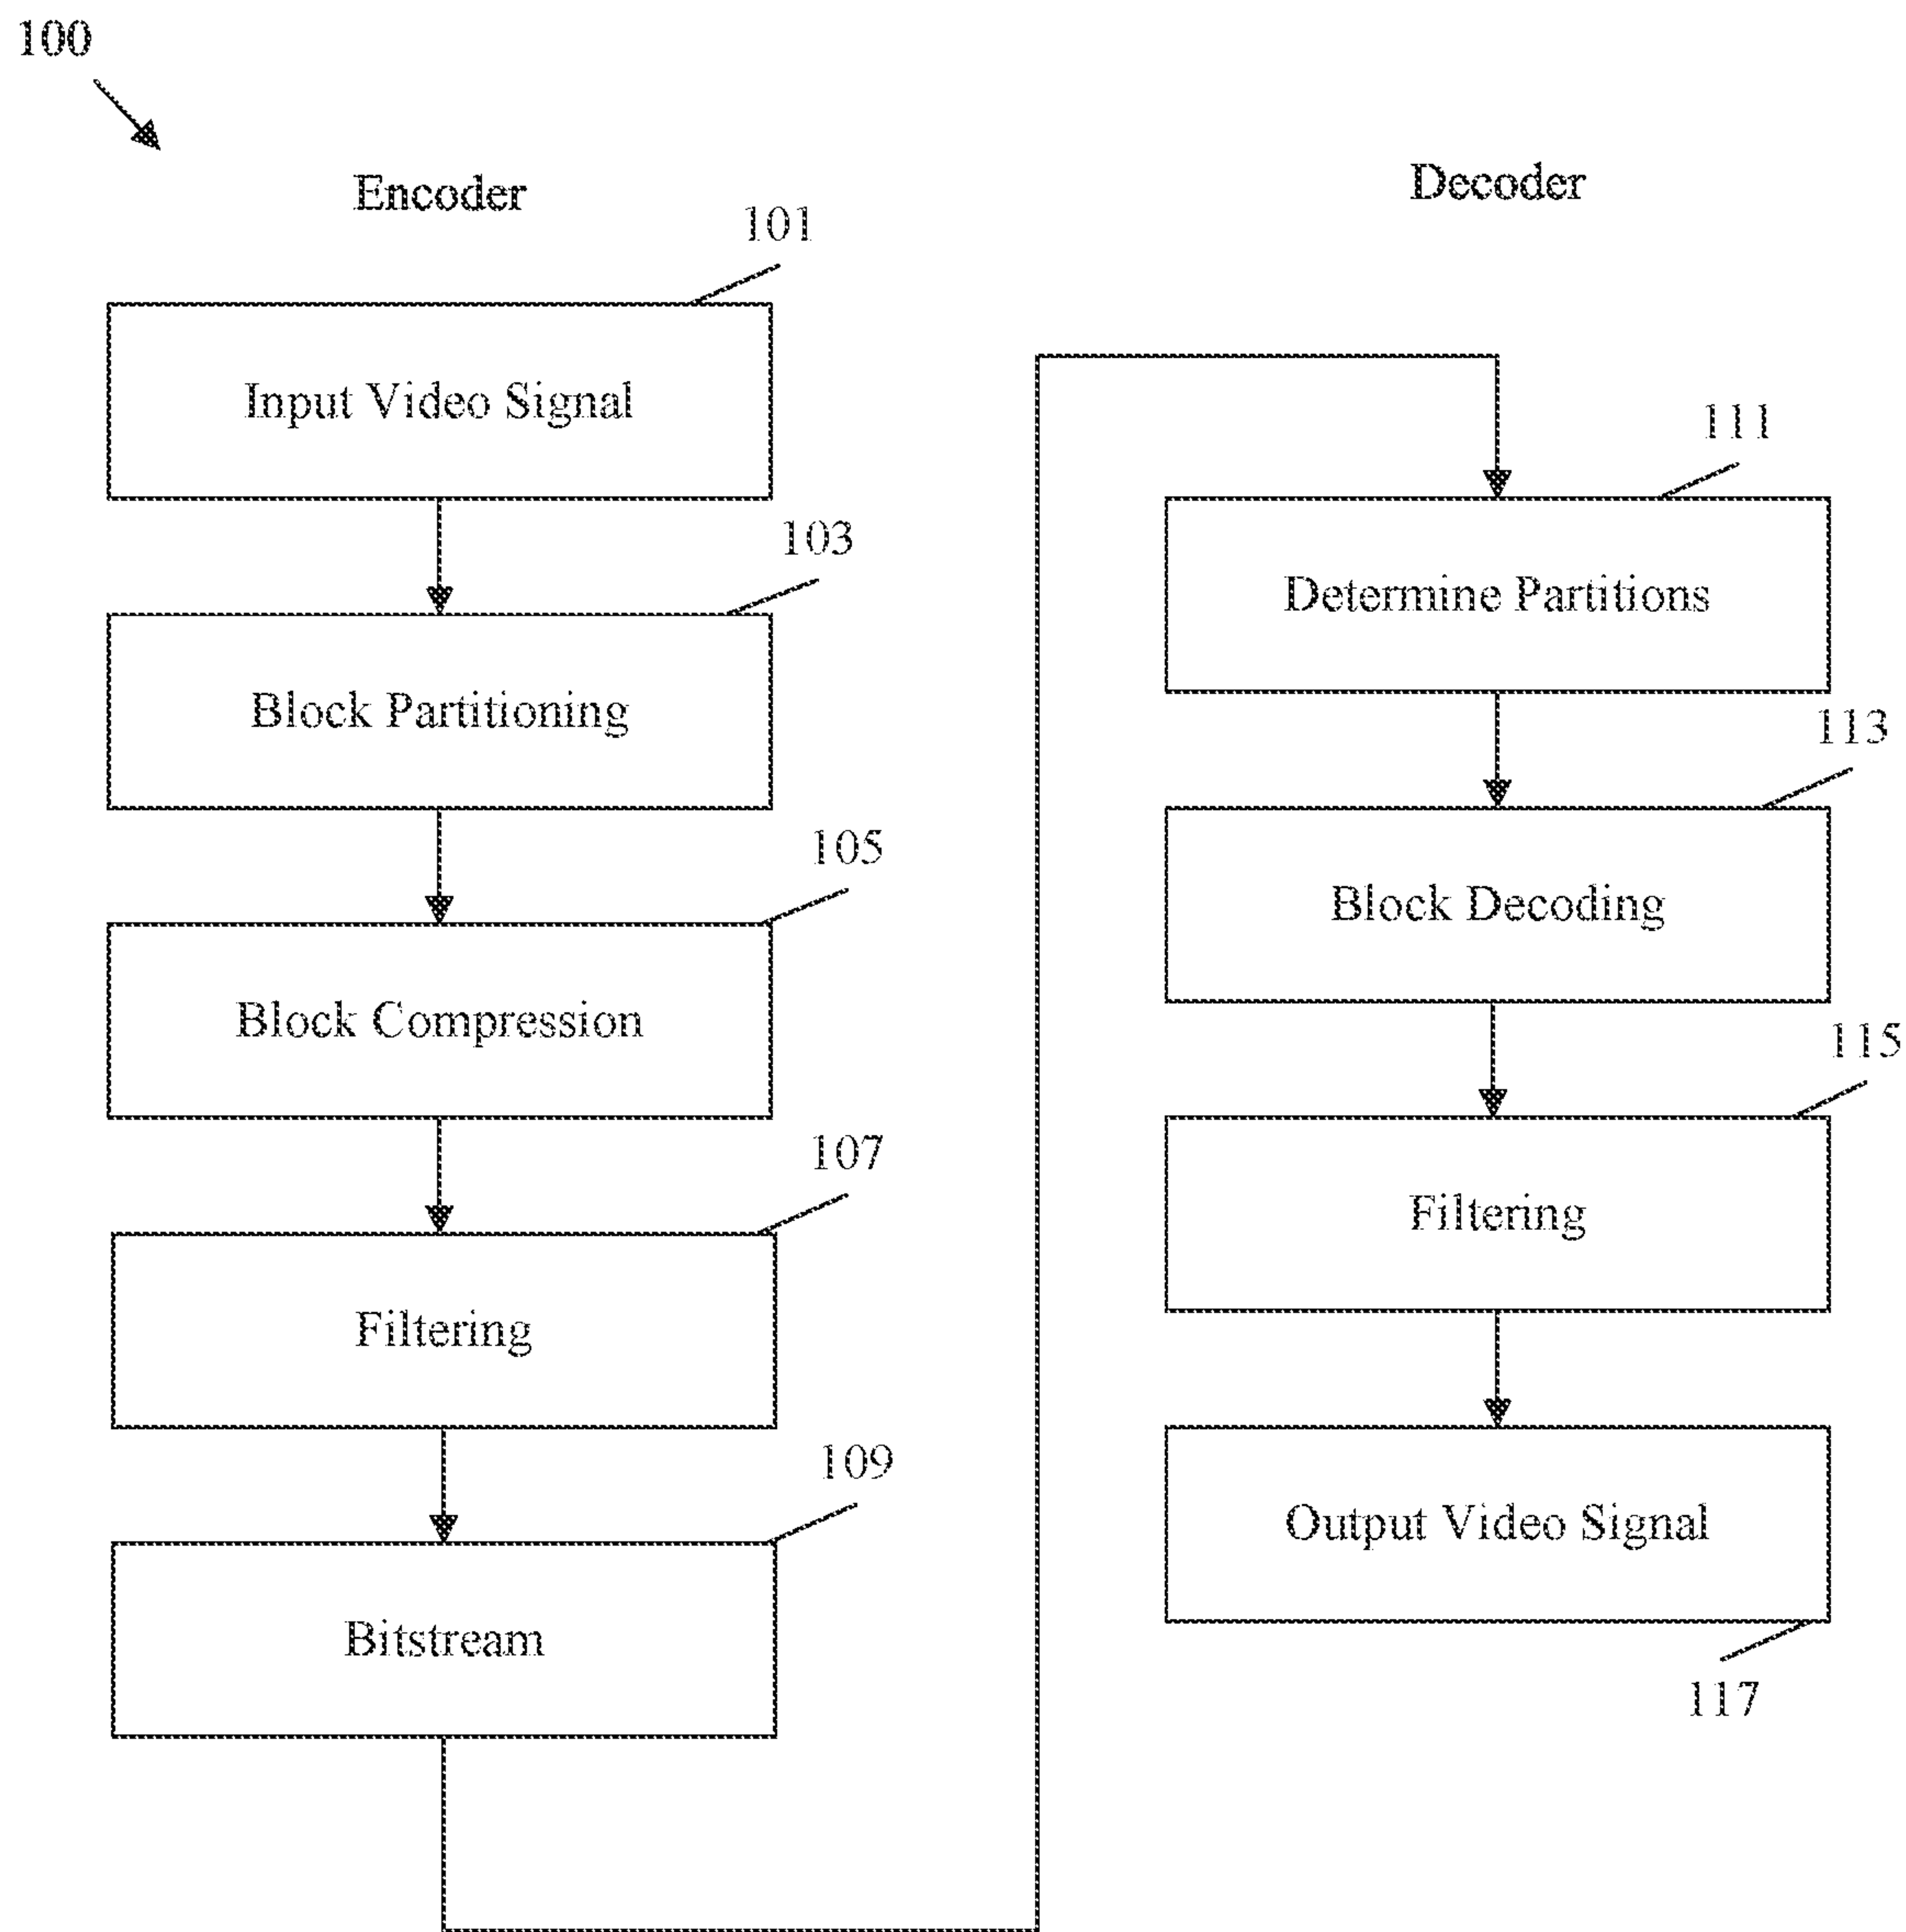 100
Encoder
101
Input Video Signal
103
Block Partitioning
105
Block Compression
107
Filtering
109
Bitstream
Decoder
111
Determine Partitions
113
Block Decoding
115
Filtering
Output Video Signal
117